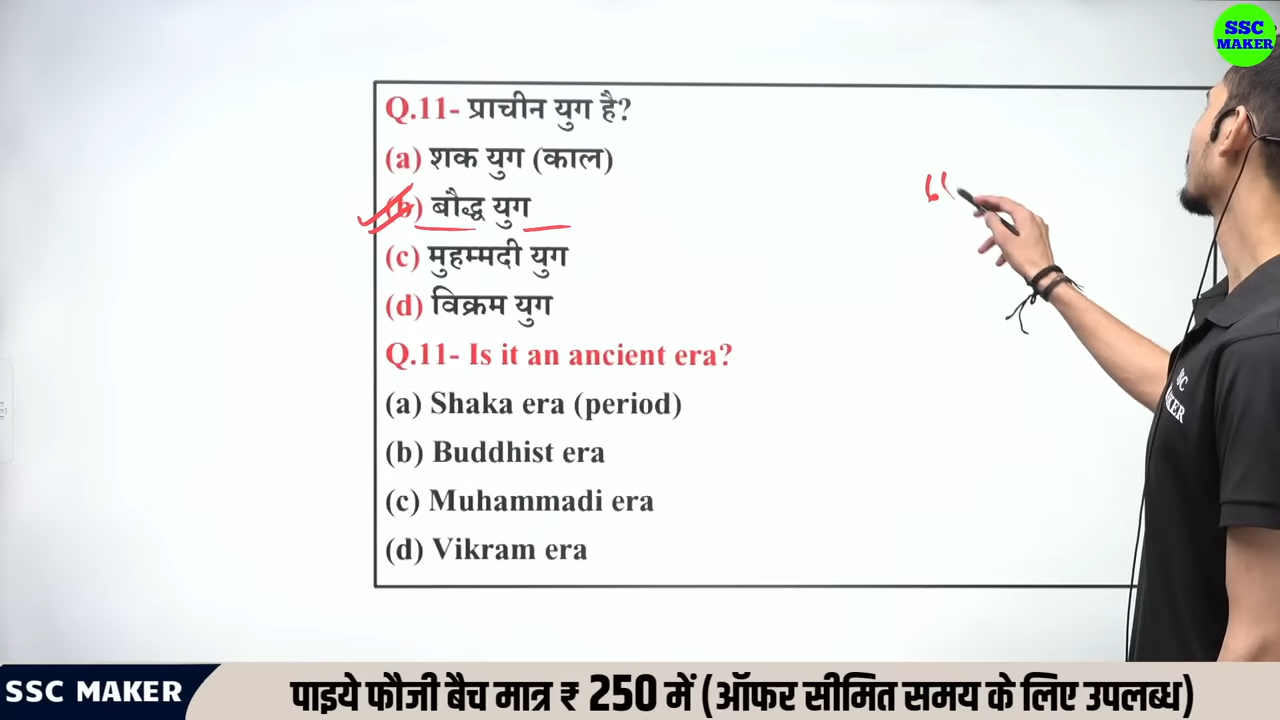 SSC
MAKER
Q.11- प्राचीन युग है?
(a) शक युग (काल)
(b) बौद्ध युग
(c) मुहम्मदी युग
(d) विक्रम युग
Q.11- Is it an ancient era?
(a) Shaka era (period)
(b) Buddhist era
(c) Muhammadi era
(d) Vikram era
SSC MAKER
पाइये फौजी बैच मात्र ₹ 250 में (ऑफर सीमित समय के लिए उपलब्ध)